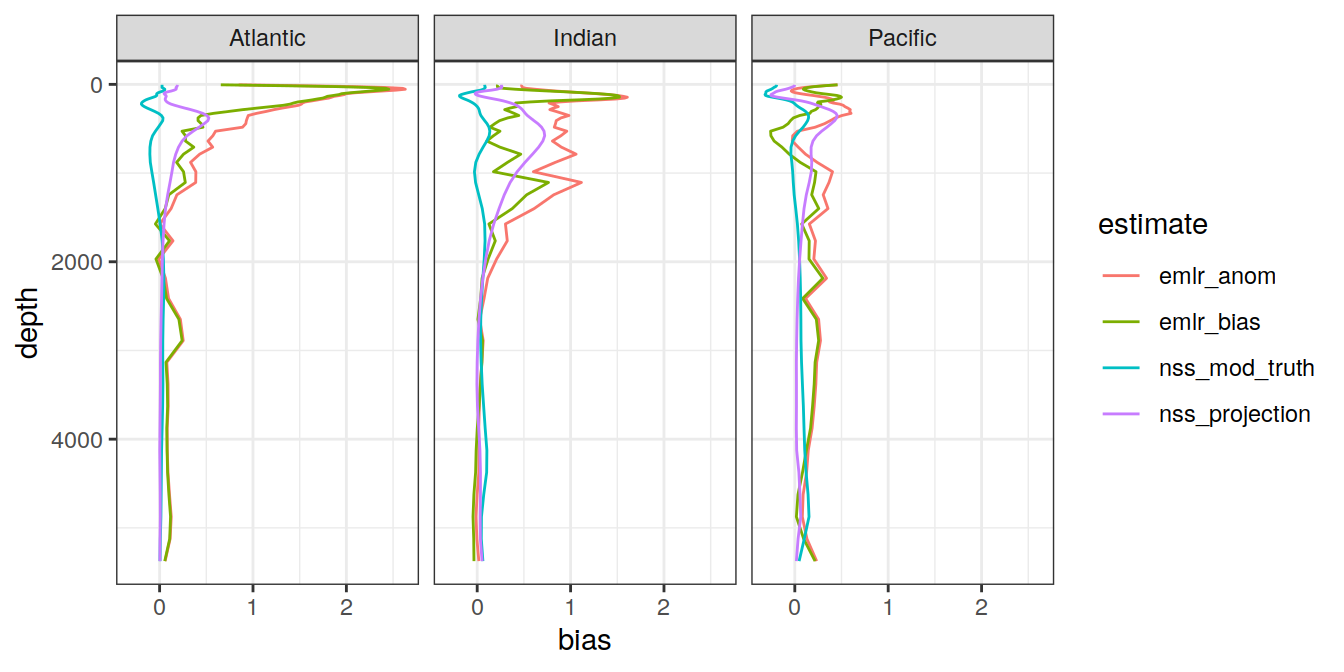 Atlantic Indian Pacific
0
2000
4000
depth
0 1 2 0 1 2 0 1 2
bias
estimate
emlr_anom
emlr_bias
nss_mod_truth
nss_projection